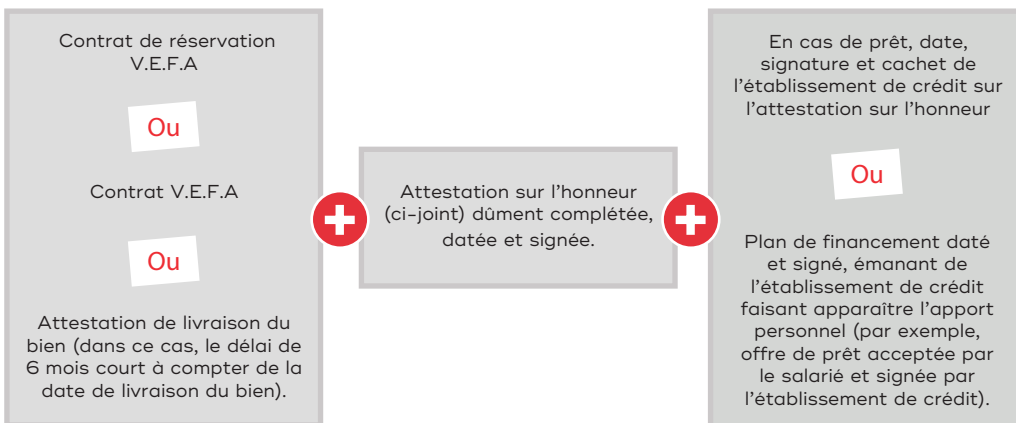 Contrat de réservation
V.E.F.A
Ou
Contrat V.E.F.A
Ou
Attestation de livraison du
bien (dans ce cas, le délai de
6 mois court à compter de la
date de livraison du bien).
Attestation sur l’honneur
(ci-joint) dûment complétée,
datée et signée.
En cas de prêt, date,
signature et cachet de
l’établissement de crédit sur
l’attestation sur l’honneur
Ou
Plan de financement daté
et signé, émanant de
l’établissement de crédit
faisant apparaître l’apport
personnel (par exemple,
offre de prêt acceptée par
le salarié et signée par
l’établissement de crédit).